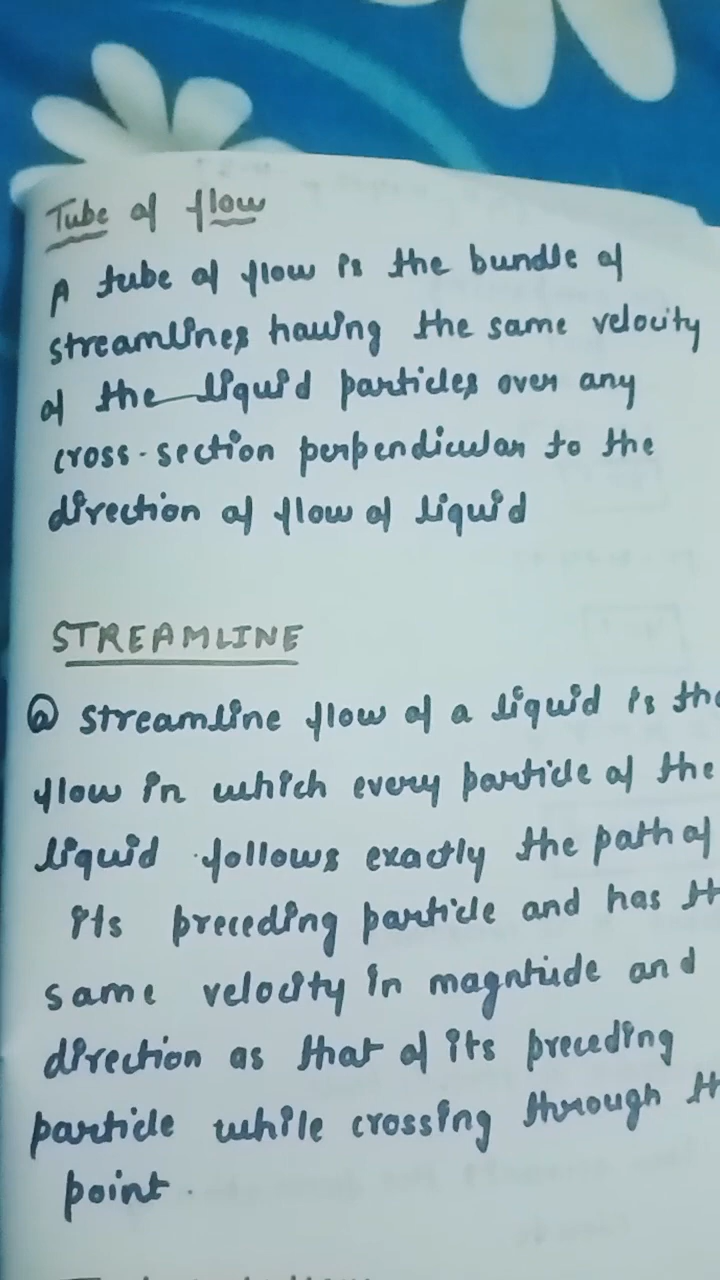 Tube of flow
A tube of flow is the bundle of
streamlines having the same velocity
of the liquid particles over any
cross-section perpendicular to the
direction of flow of liquid
STREAMLINE
@ streamline flow of a liquid is the
flow in which every particle of the
liquid follows exactly the path of
its preceding particle and has th
same velocity in magntiude and
direction as that of its preceding
particle while crossing through th
point.